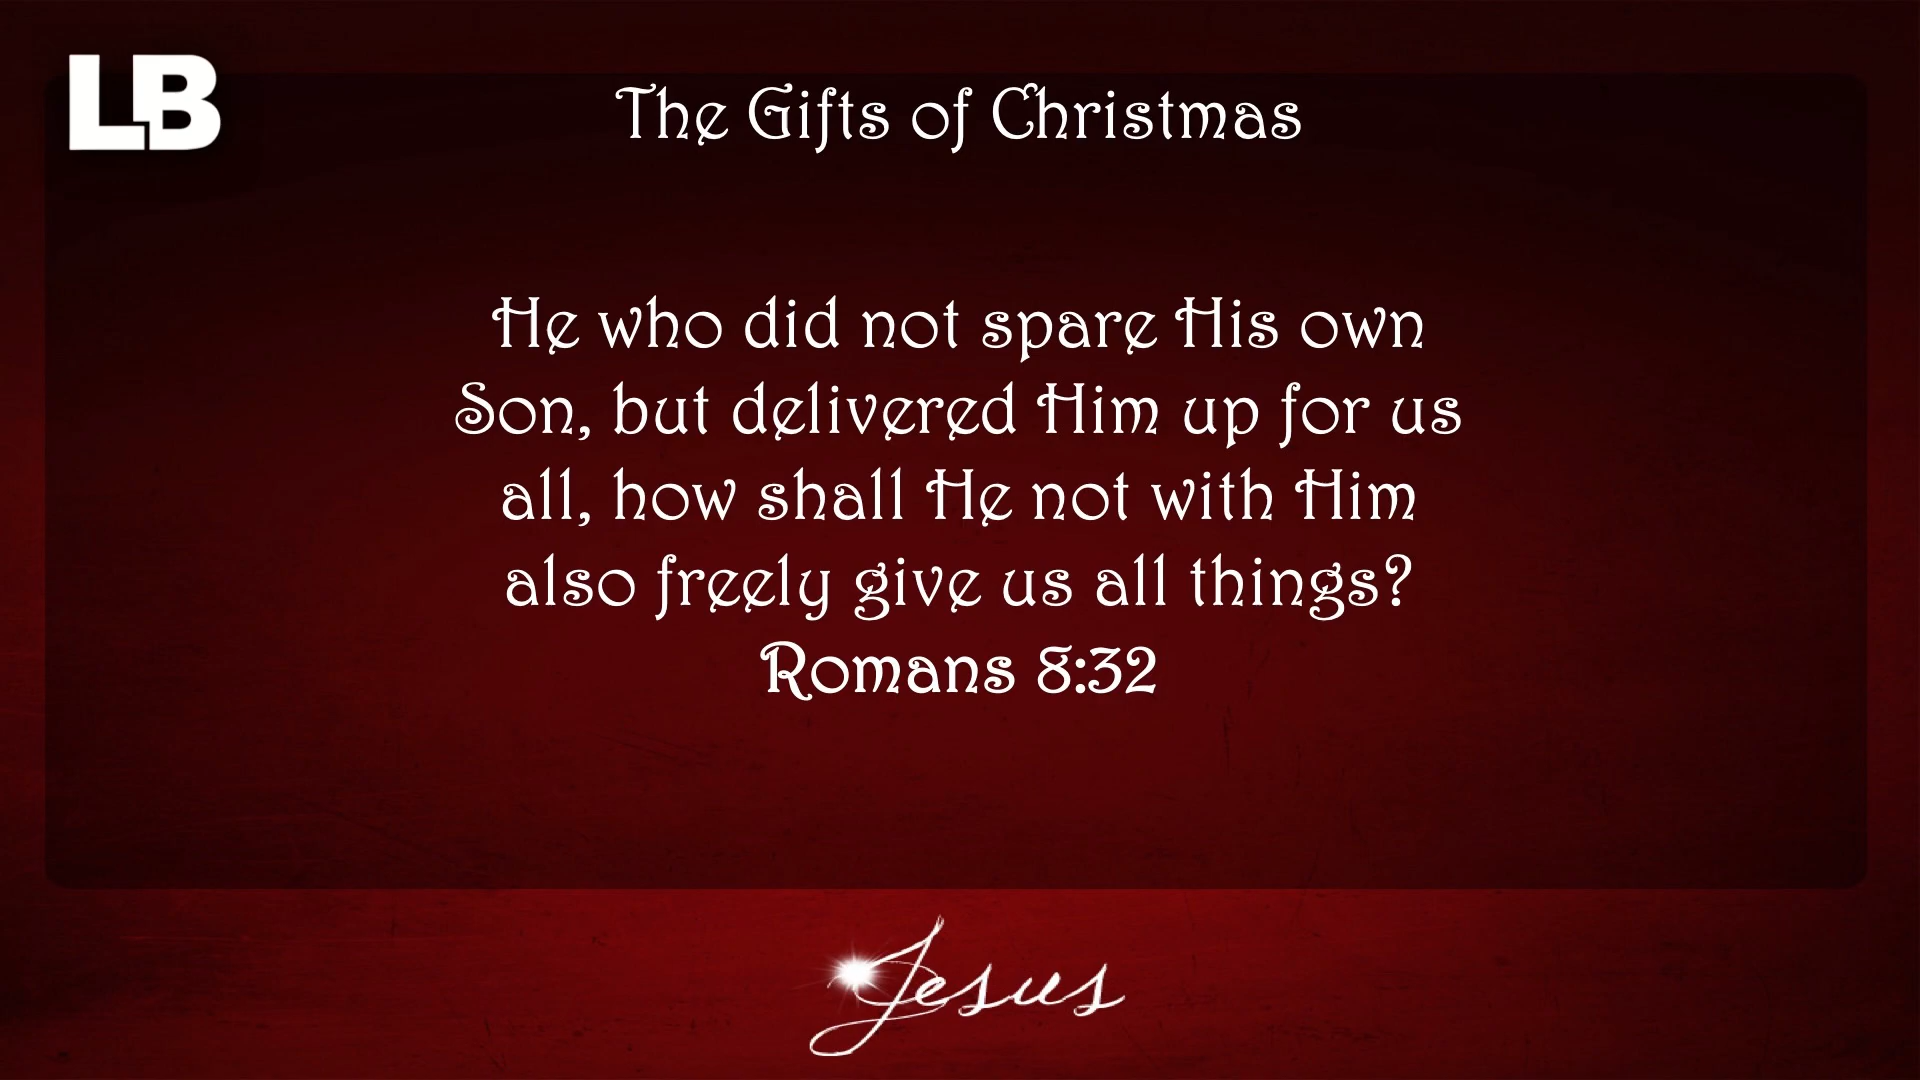 LB
The Gifts of Christmas
He who did not spare His own
Son, but delivered Him up for us
all, how shall He not with Him
also freely give us all things?
Romans 8:32
Jesus